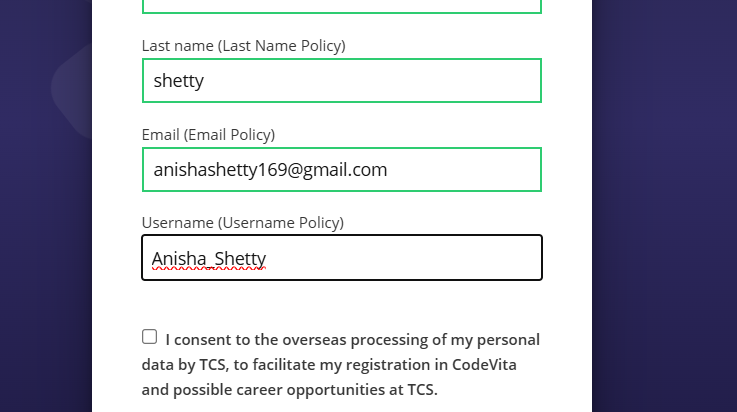 Last name (Last Name Policy)
shetty
Email (Email Policy)
anishashetty169@gmail.com
Username (Username Policy)
Anisha_Shetty
I consent to the overseas processing of my personal
data by TCS, to facilitate my registration in CodeVita
and possible career opportunities at TCS.